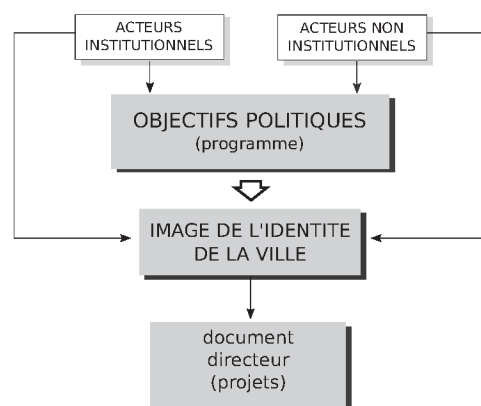 ACTEURS
INSTITUTIONNELS
ACTEURS NON
INSTITUTIONNELS
OBJECTIFS POLITIQUES
(programme)
IMAGE DE L'IDENTITE
DE LA VILLE
document
directeur
(projets)